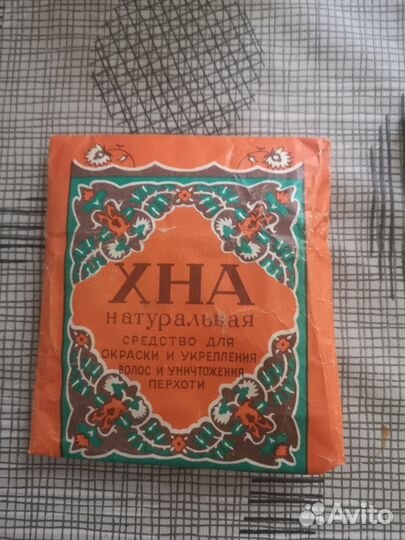 ХНА
натуральная
СРЕДСТВО ДЛЯ
ОКРАСКИ И УКРЕПЛЕНИЯ
ВОЛОС И УНИЧТОЖЕНИЯ
ПЕРХОТИ
Avito